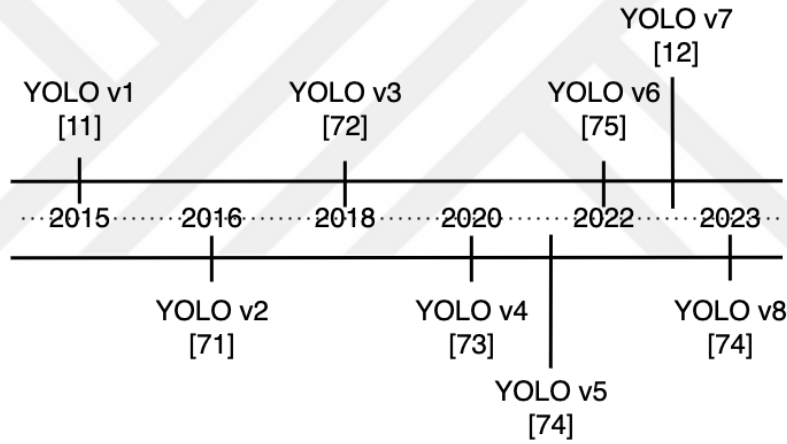 YOLO v7
[12]
YOLO v1
[11]
YOLO v3
[72]
YOLO v6
[75]
2015 2016 2018 2020 2022 2023
YOLO v2
[71]
YOLO v4
[73]
YOLO v8
[74]
YOLO v5
[74]